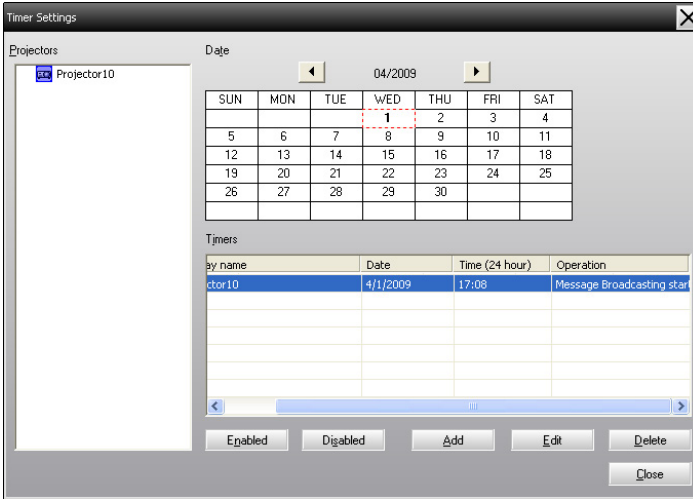 Timer Settings
Projectors
Projector10
Date
04/2009
SUN MON TUE WED THU FRI SAT
1 2 3 4
5 6 7 8 9 10 11
12 13 14 15 16 17 18
19 20 21 22 23 24 25
26 27 28 29 30
Timers
ay name Date Time (24 hour) Operation
ctor10 4/1/2009 17:08 Message Broadcasting star
Enabled Disabled Add Edit Delete
Close